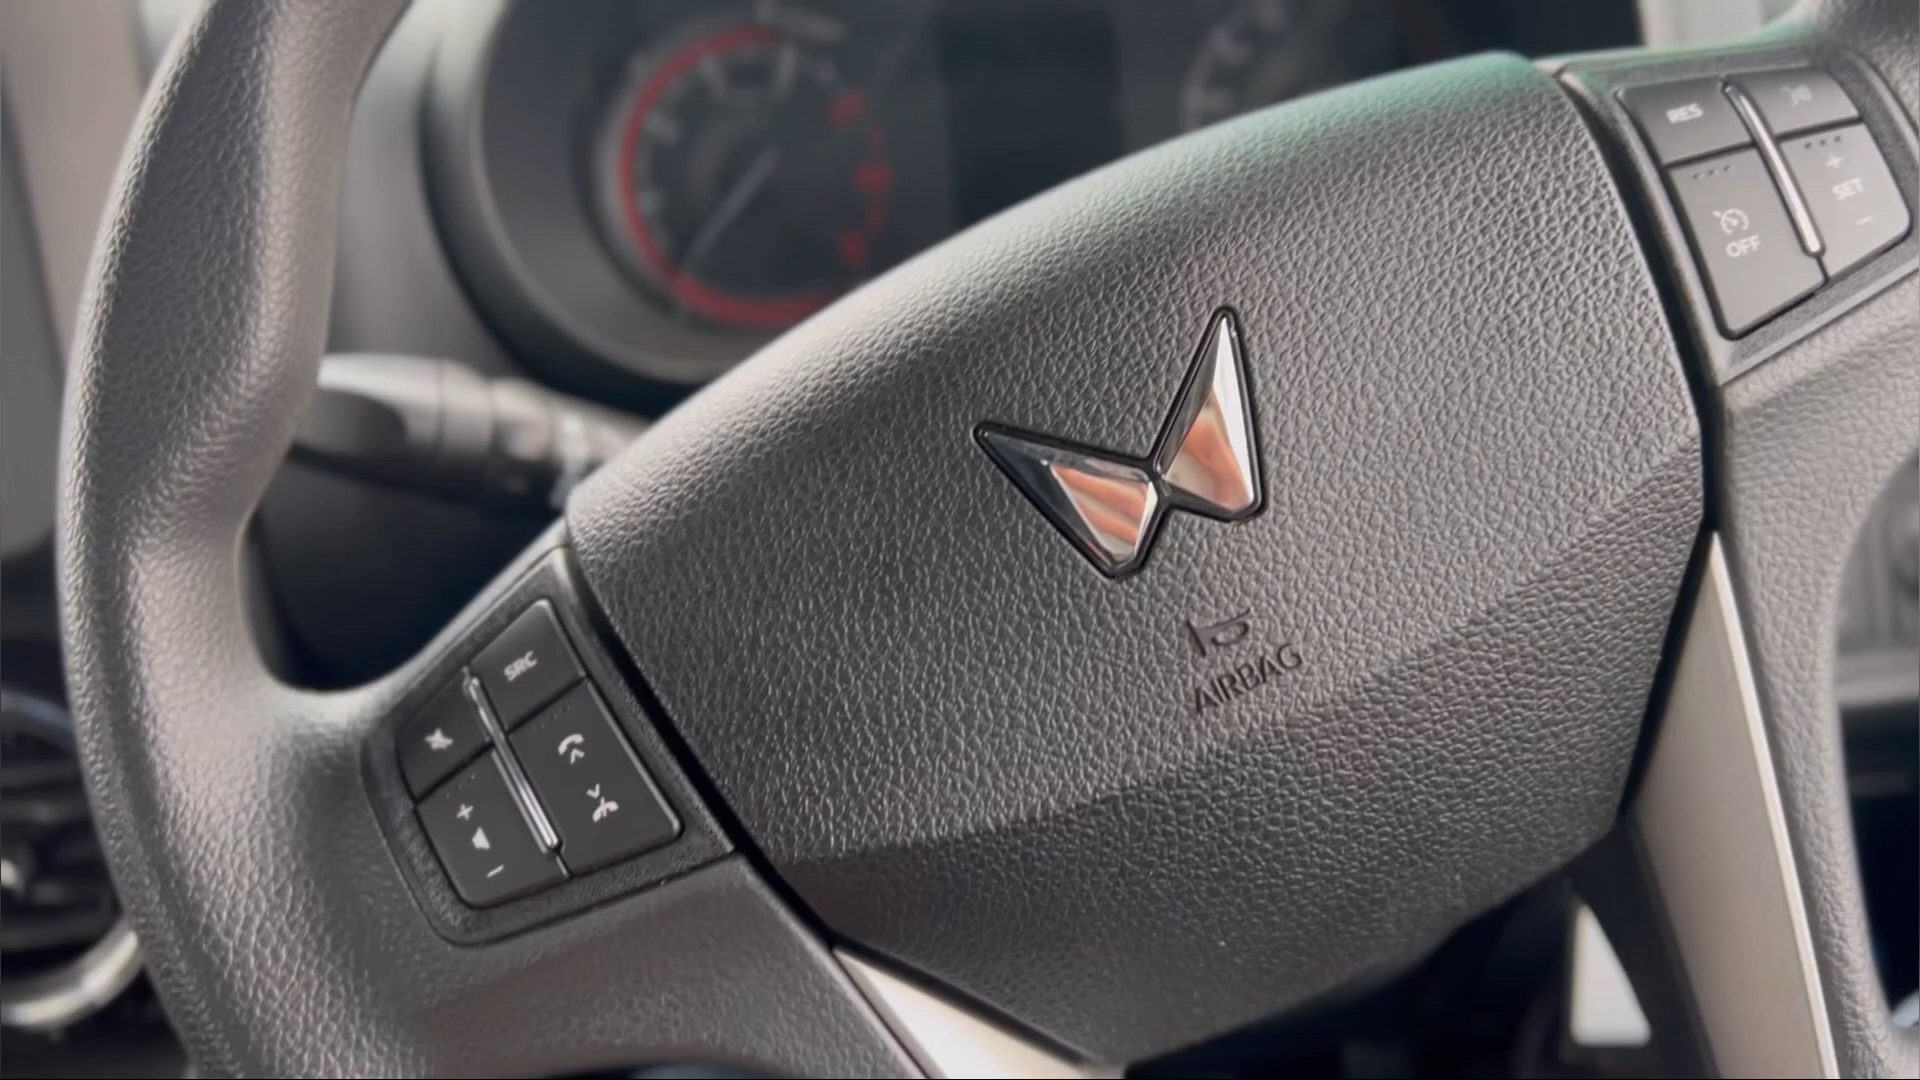 RES
+
SET
-
OFF
AIRBAG
SRC
+
-